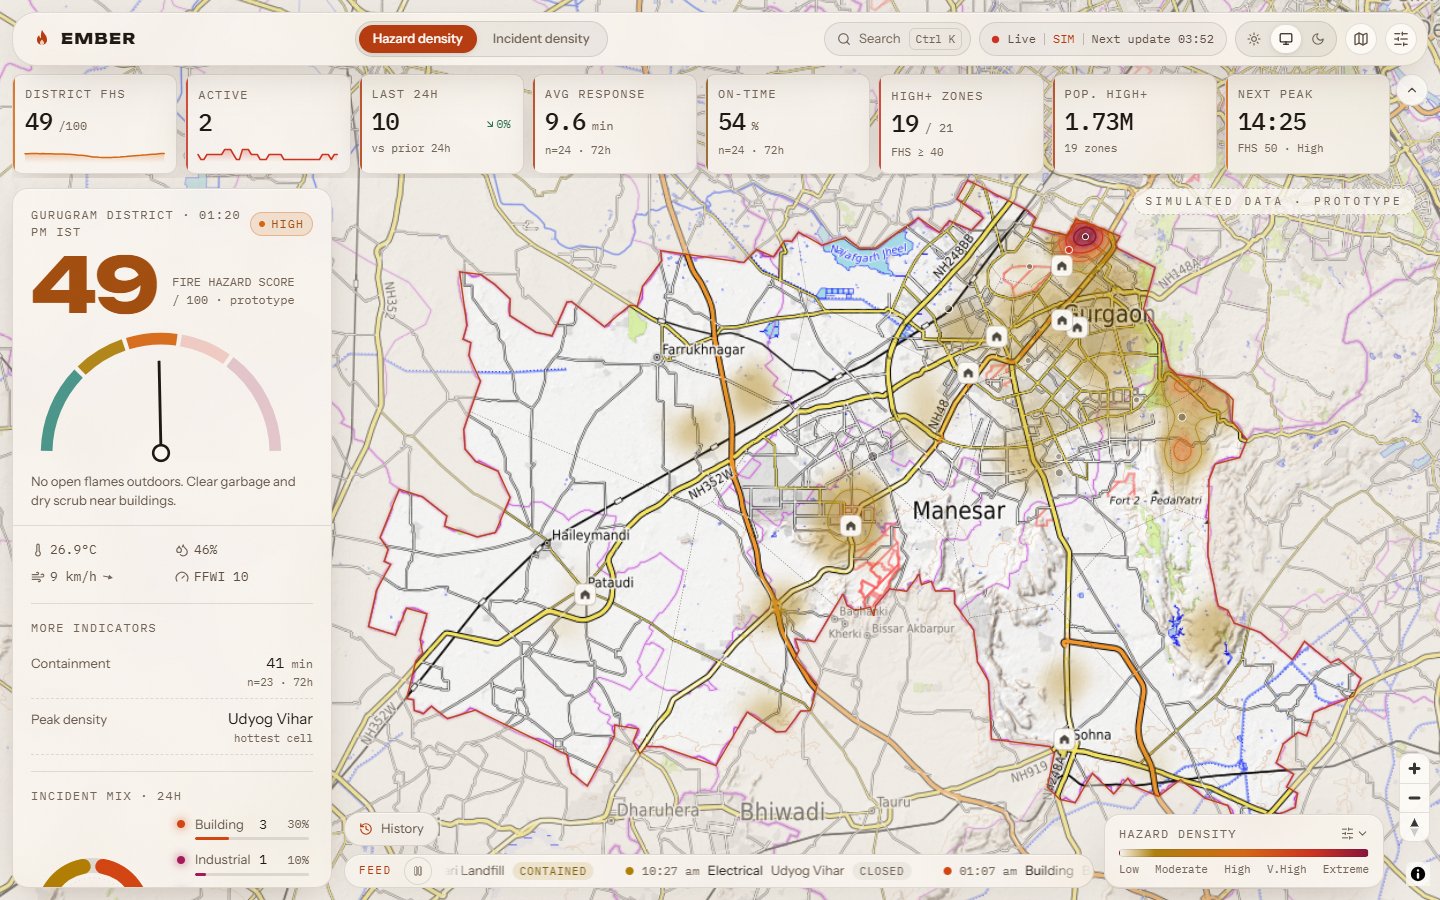 EMBER
Hazard density
Incident density
Search Ctrl K
Live | SIM | Next update 03:52
DISTRICT FHS
49 /100
ACTIVE
2
LAST 24H
10
0%
vs prior 24h
AVG RESPONSE
9.6 min
n=24 · 72h
ON-TIME
54 %
n=24 · 72h
HIGH+ ZONES
19 / 21
FHS ≥ 40
POP. HIGH+
1.73M
19 zones
NEXT PEAK
14:25
FHS 50 · High
SIMULATED DATA · PROTOTYPE
GURUGRAM DISTRICT · 01:20
PM IST
HIGH
49
FIRE HAZARD SCORE
/ 100 · prototype
No open flames outdoors. Clear garbage and
dry scrub near buildings.
26.9°C
46%
9 km/h
FFWI 10
MORE INDICATORS
Containment
41 min
n=23 · 72h
Peak density
Udyog Vihar
hottest cell
INCIDENT MIX · 24H
Building 3 30%
Industrial 1 10%
Najafgarh Jheel
NH248BB
NH148A
NH352
urgaon
Farrukhnagar
NH48
NH352W
Manesar
Fort 2 - PedalYatri
Haileymandi
Pataudi
Baghanki
Kherki
Bissar Akbarpur
NH352W
Sohna
NH919
NH248A
Dharuhera
Bhiwadi
Tauru
History
FEED
ri Landfill CONTAINED
10:27 am Electrical Udyog Vihar CLOSED
01:07 am Building
HAZARD DENSITY
Low Moderate High V.High Extreme